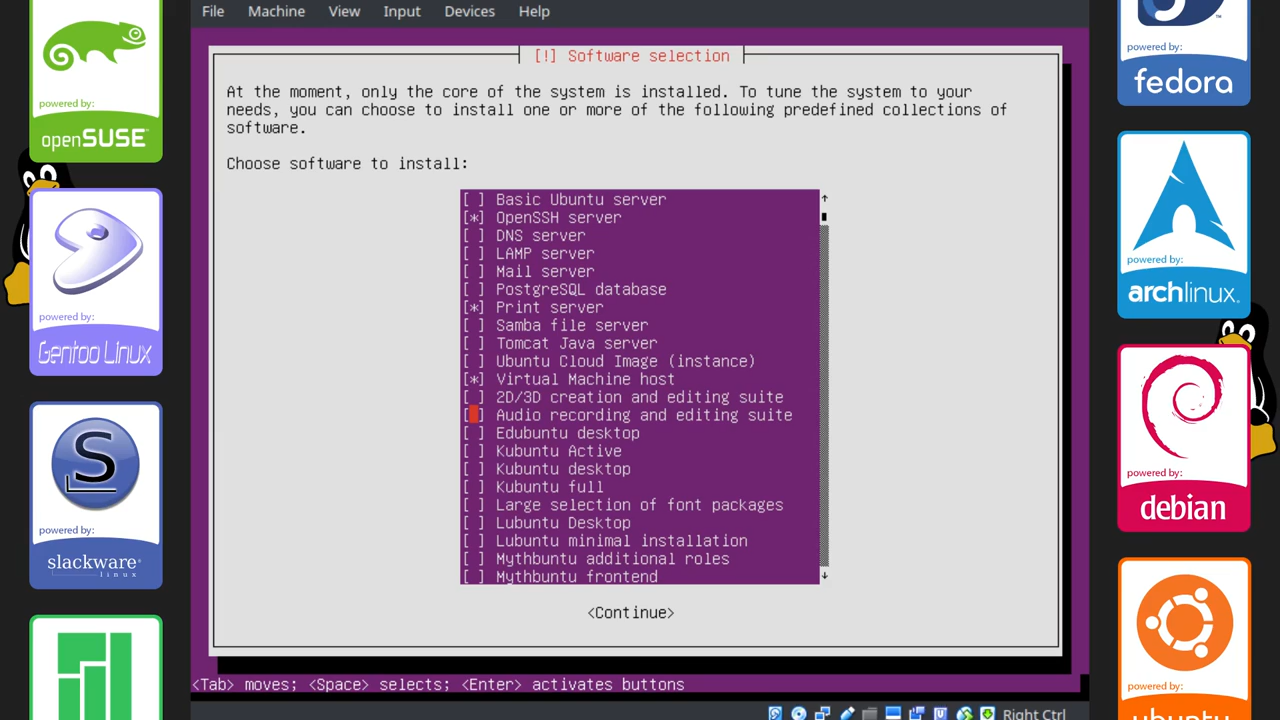 File Machine View Input Devices Help
[!] Software selection
At the moment, only the core of the system is installed. To tune the system to your
needs, you can choose to install one or more of the following predefined collections of
software.
Choose software to install:
[ ] Basic Ubuntu server
[*] OpenSSH server
[ ] DNS server
[ ] LAMP server
[ ] Mail server
[ ] PostgreSQL database
[*] Print server
[ ] Samba file server
[ ] Tomcat Java server
[ ] Ubuntu Cloud Image (instance)
[*] Virtual Machine host
[ ] 2D/3D creation and editing suite
[ ] Audio recording and editing suite
[ ] Edubuntu desktop
[ ] Kubuntu Active
[ ] Kubuntu desktop
[ ] Kubuntu full
[ ] Large selection of font packages
[ ] Lubuntu Desktop
[ ] Lubuntu minimal installation
[ ] Mythbuntu additional roles
[ ] Mythbuntu frontend
<Continue>
<Tab> moves; <Space> selects; <Enter> activates buttons
Right Ctrl
powered by:
openSUSE™
powered by:
Gentoo Linux
powered by:
slackware®
linux
™
powered by:
fedora
powered by:
archlinux.
powered by:
debian
powered by:
ubuntu